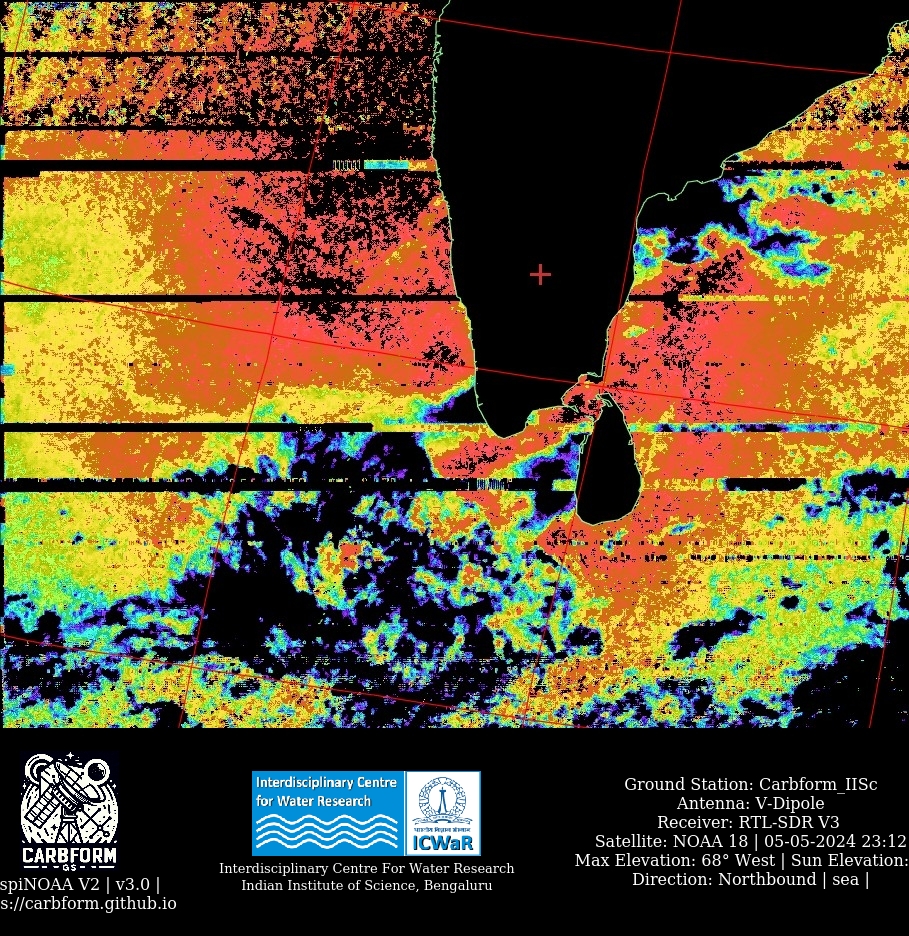 CARBFORM
GS
spiNOAA V2 | v3.0 |
s://carbform.github.io
Interdisciplinary Centre
for Water Research
ICWaR
Interdisciplinary Centre For Water Research
Indian Institute of Science, Bengaluru
Ground Station: Carbform_IISc
Antenna: V-Dipole
Receiver: RTL-SDR V3
Satellite: NOAA 18 | 05-05-2024 23:12
Max Elevation: 68° West | Sun Elevation:
Direction: Northbound | sea |